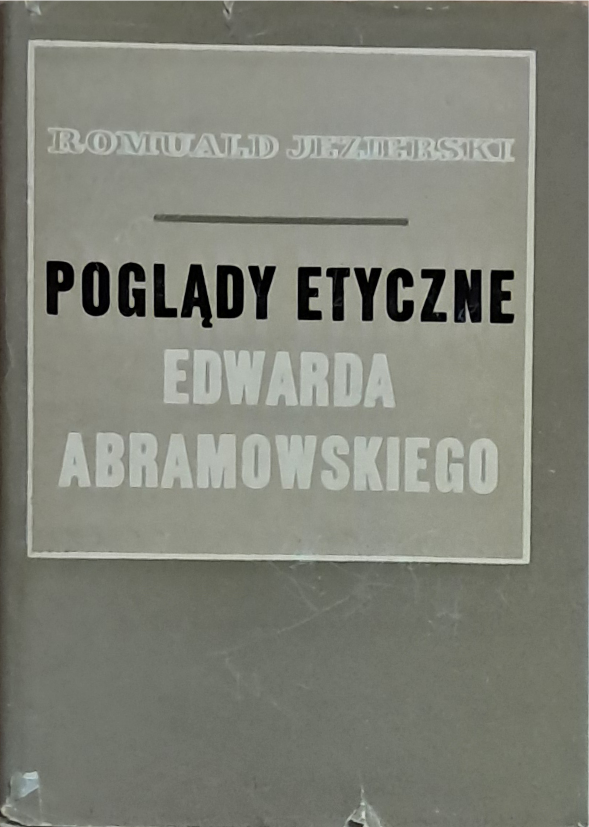 ROMUALD JEZIERSKI
POGLĄDY ETYCZNE
EDWARDA
ABRAMOWSKIEGO